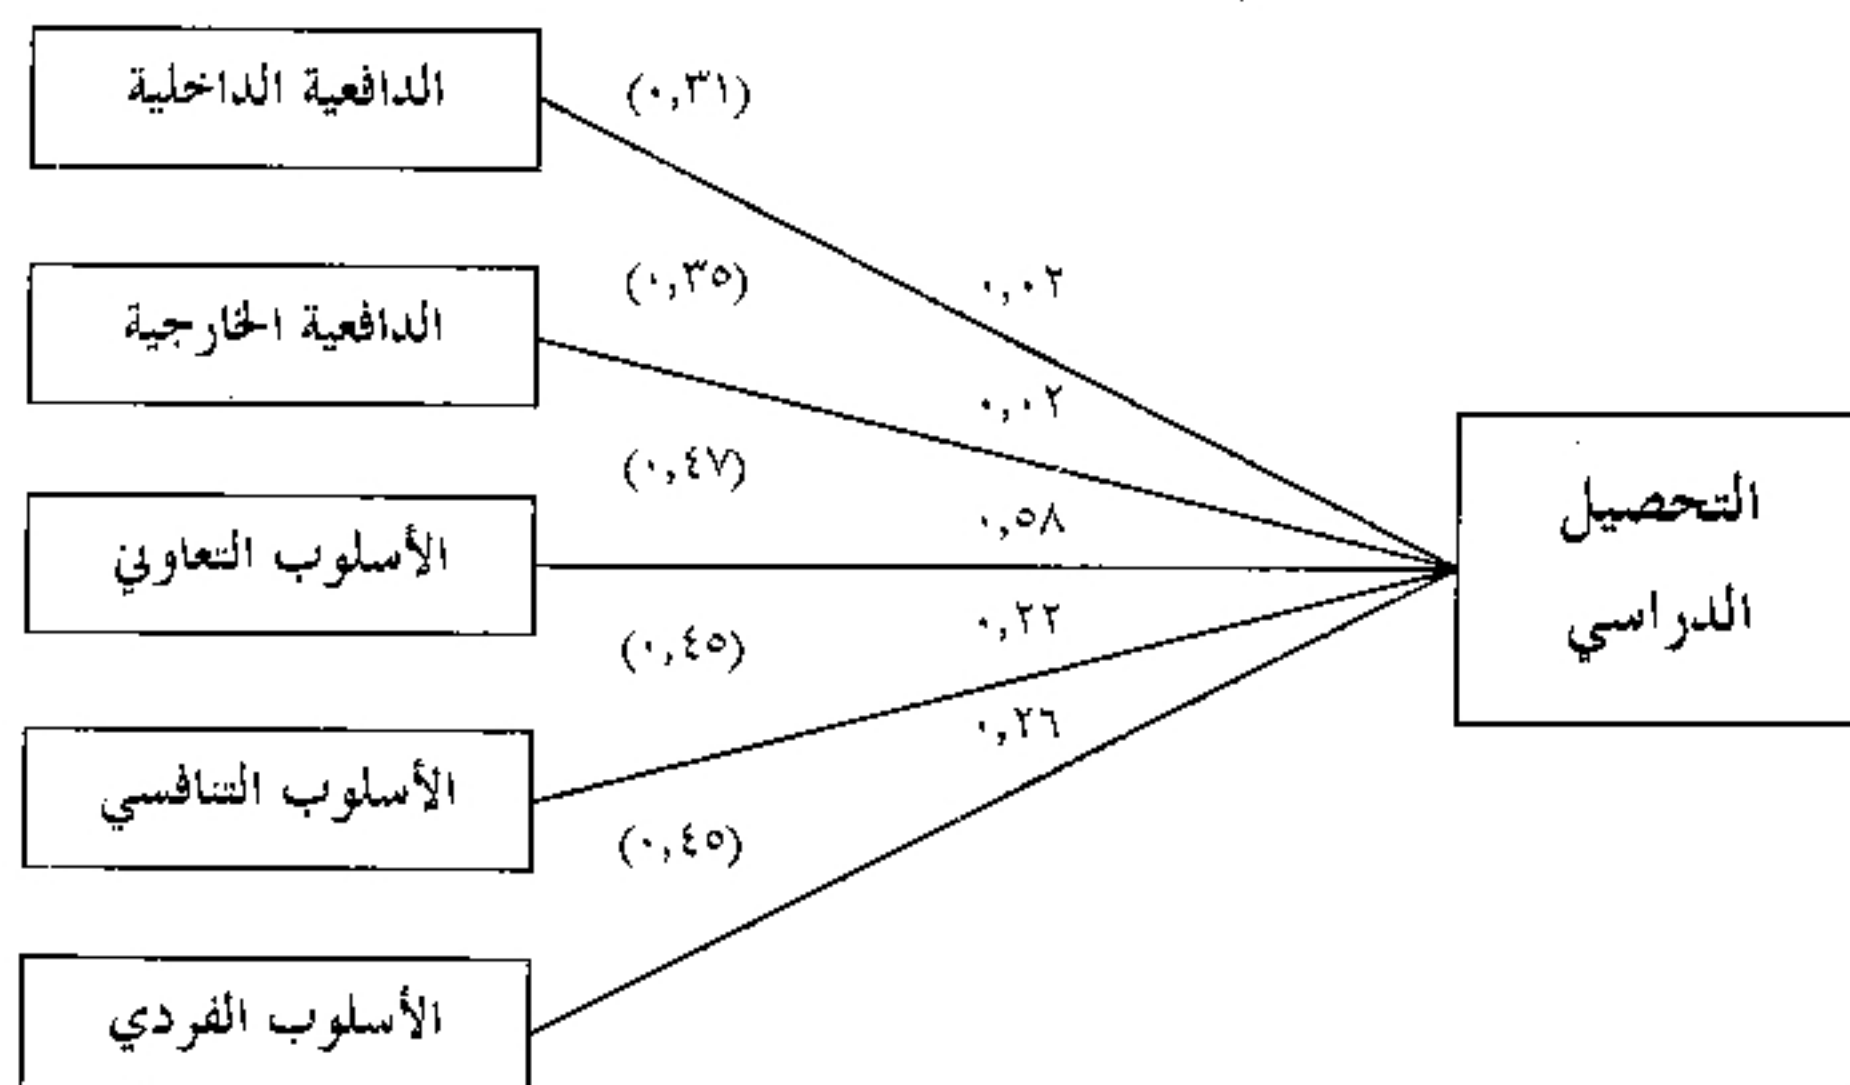 الدافعية الداخلية
(٠,٣١)
الدافعية الخارجية
(٠,٣٥)
٠,٠٢
٠,٠٢
(٠,٤٧)
الأسلوب التعاوني
٠,٥٨
التحصيل
الدراسي
٠,٢٢
(٠,٤٥)
٠,٢٦
الأسلوب التنافسي
(٠,٤٥)
الأسلوب الفردي